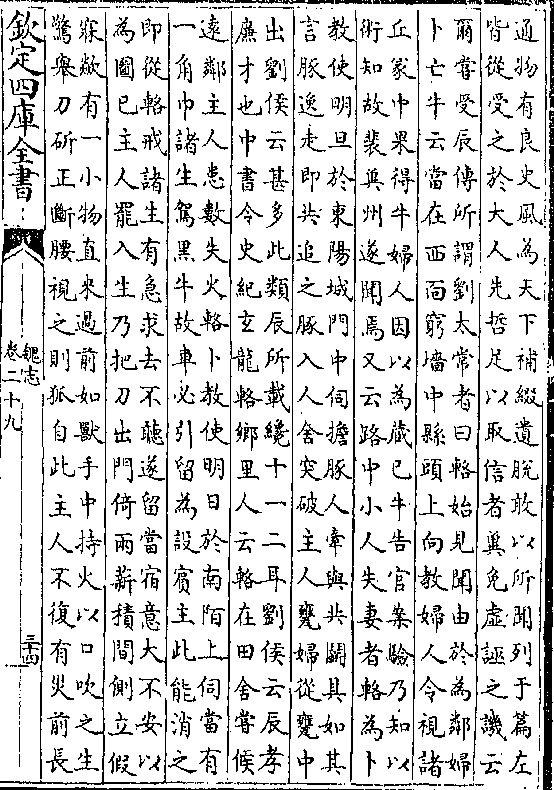 通物有良史風為天下補綴遺脫敢以所聞列于篇左
皆從受之於大人先哲足以取信者冀免虛誣之譏云
爾嘗受辰傳所謂劉太常者曰輅始見聞由於為鄰婦
卜亡牛云當在西面窮墻中縣頭上向教婦人令視諸
丘冢中果得牛婦人因以為藏己牛告官案驗乃知以
術知故裴冀州遂聞焉又云路中小人失妻者輅為卜
教使明旦於東陽城門中伺擔豚人牽與共鬭具如其
言豚逸走即共追之豚入人舍突破主人甕婦從甕中
出劉侯云甚多此類辰所載纔十一二耳劉侯云辰孝
廉才也中書令史紀玄龍輅鄉里人云輅在田舍嘗候
遠鄰主人患數失火輅卜教使明日於南陌上伺當有
一角巾諸生駕黑牛故車必引留為設賓主此能消之
即從輅戒諸生有急求去不聽遂留當宿意大不安以
為圖己主人罷入生乃把刀出門倚兩薪積間側立假
寐欻有一小物直來過前如獸手中持火以口吹之生
驚舉刀斫正斷腰視之則狐自此主人不復有災前長
欽定四庫全書
魏志
卷二十九
三十四